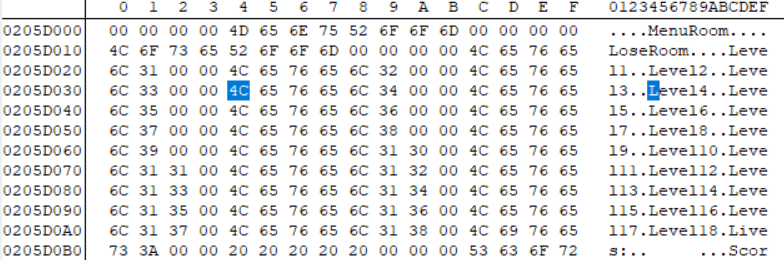 0 1 2 3 4 5 6 7 8 9 A B C D E F 0123456789ABCDEF
0205D000 00 00 00 00 4D 65 6E 75 52 6F 6F 6D 00 00 00 00 ....MenuRoom....
0205D010 4C 6F 73 65 52 6F 6F 6D 00 00 00 00 4C 65 76 65 LoseRoom....Leve
0205D020 6C 31 00 00 4C 65 76 65 6C 32 00 00 4C 65 76 65 l1..Level2..Leve
0205D030 6C 33 00 00 4C 65 76 65 6C 34 00 00 4C 65 76 65 l3..Level4..Leve
0205D040 6C 35 00 00 4C 65 76 65 6C 36 00 00 4C 65 76 65 l5..Level6..Leve
0205D050 6C 37 00 00 4C 65 76 65 6C 38 00 00 4C 65 76 65 l7..Level8..Leve
0205D060 6C 39 00 00 4C 65 76 65 6C 31 30 00 4C 65 76 65 l9..Level10.Leve
0205D070 6C 31 31 00 4C 65 76 65 6C 31 32 00 4C 65 76 65 l11.Level12.Leve
0205D080 6C 31 33 00 4C 65 76 65 6C 31 34 00 4C 65 76 65 l13.Level14.Leve
0205D090 6C 31 35 00 4C 65 76 65 6C 31 36 00 4C 65 76 65 l15.Level16.Leve
0205D0A0 6C 31 37 00 4C 65 76 65 6C 31 38 00 4C 69 76 65 l17.Level18.Live
0205D0B0 73 3A 00 00 20 20 20 20 20 00 00 00 53 63 6F 72 s:..     ...Scor